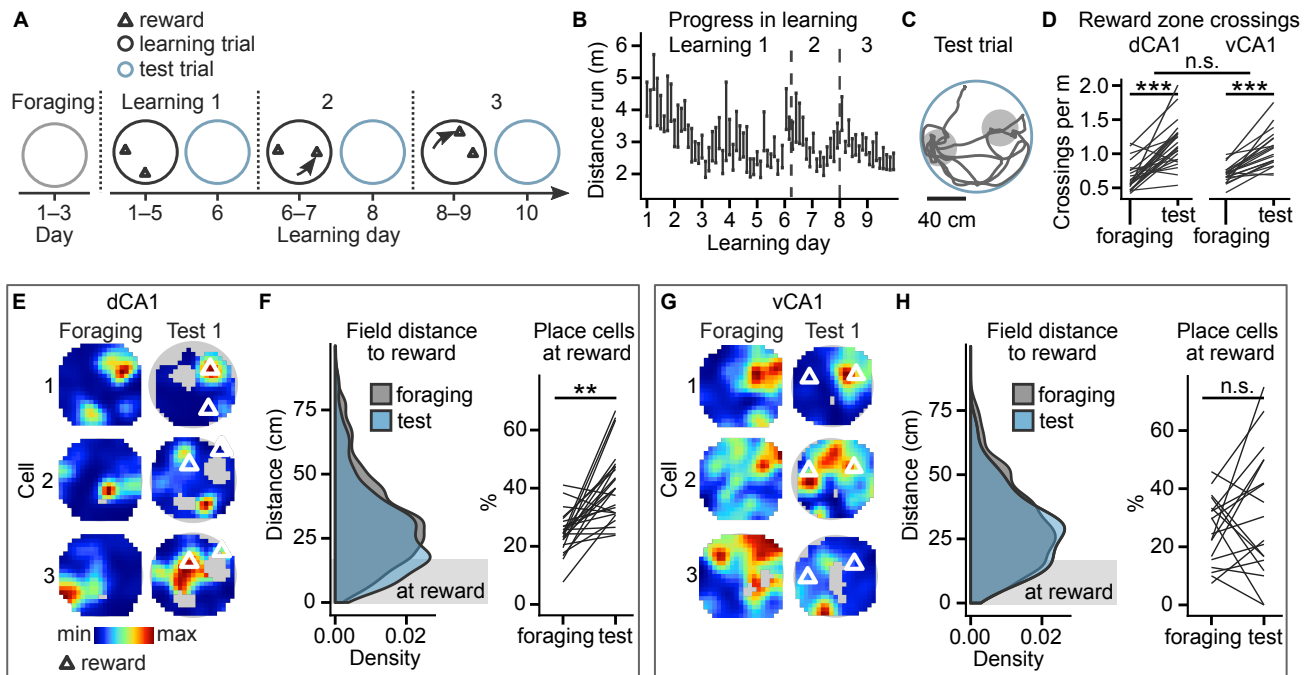 A
reward
learning trial
test trial
Foraging
Learning 1
2
3
1–3
1–5
6
6–7
8
8–9
10
Day
Learning day
B
Progress in learning
Learning 1
2
3
Distance run (m)
6
5
4
3
2
1 2 3 4 5 6 7 8 9
Learning day
C
Test trial
40 cm
D
Reward zone crossings
dCA1
vCA1
n.s.
***
***
Crossings per m
2.0
1.5
1.0
0.5
test
test
foraging
foraging
E
dCA1
Foraging
Test 1
Cell
1
2
3
min
max
reward
F
Field distance
to reward
foraging
test
Distance (cm)
75
50
25
0
at reward
0.00
0.02
Density
Place cells
at reward
**
%
60
40
20
0
foraging test
G
vCA1
Foraging
Test 1
Cell
1
2
3
H
Field distance
to reward
foraging
test
Distance (cm)
75
50
25
0
at reward
0.00
0.02
Density
Place cells
at reward
n.s.
%
60
40
20
0
foraging test